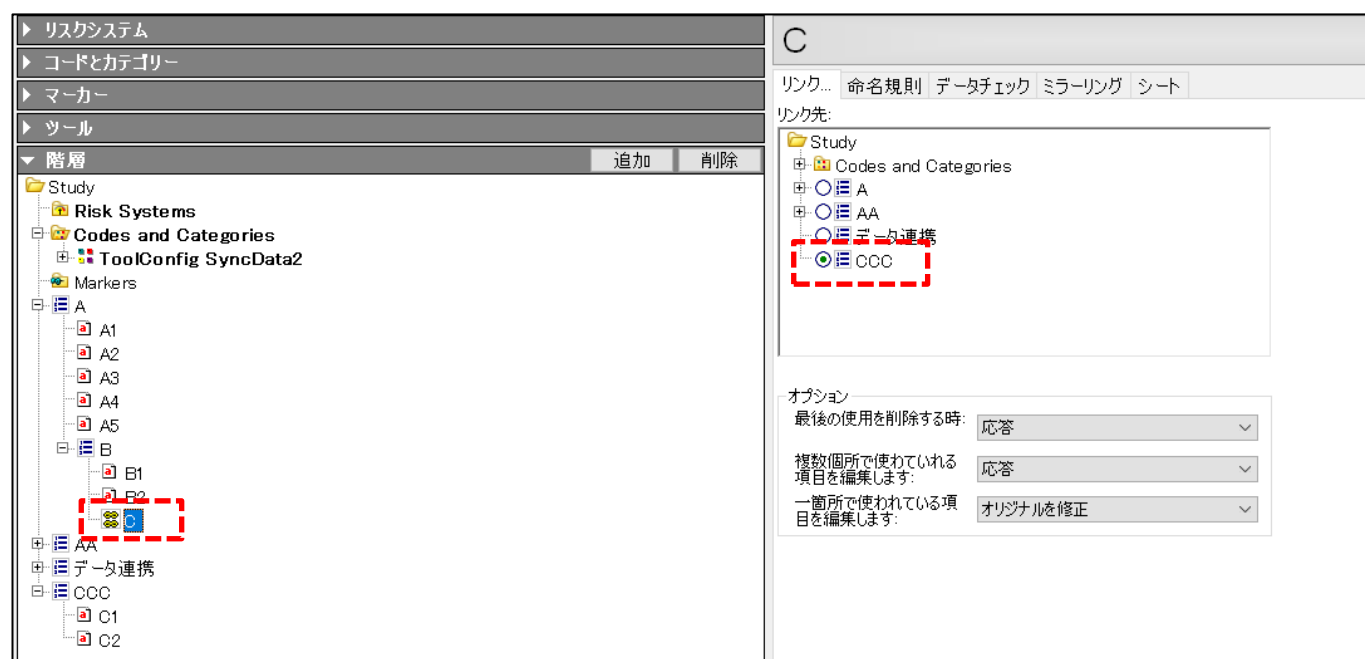 リスクシステム
コードとカテゴリー
マーカー
ツール
階層 追加 削除
Study
Risk Systems
Codes and Categories
ToolConfig SyncData2
Markers
A
A1
A2
A3
A4
A5
B
B1
B2
C
AA
データ連携
CCC
C1
C2
C
リンク... 命名規則 データチェック ミラーリング シート
リンク先:
Study
Codes and Categories
A
AA
データ連携
CCC
オプション
最後の使用を削除する時: 応答
複数個所で使わていれる
項目を編集します: 応答
一箇所で使われている項
目を編集します: オリジナルを修正